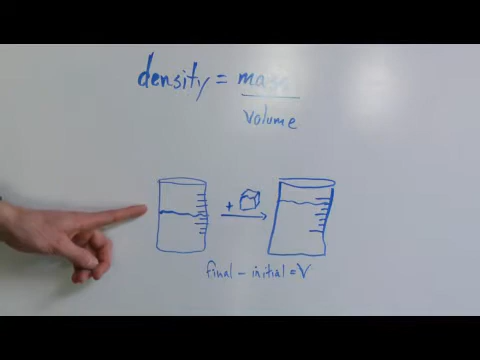 density = mass
volume
+
final - initial = V